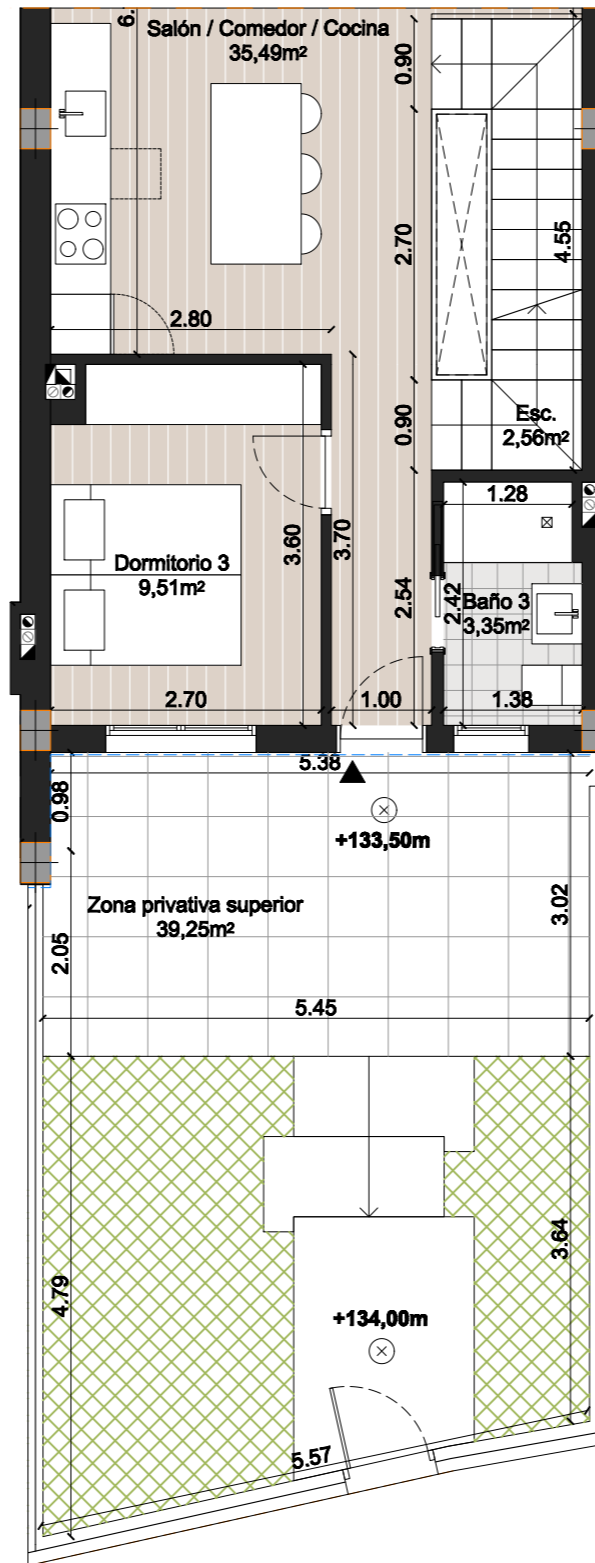 6.
Salón / Comedor / Cocina
35,49m²
0.90
2.70
4.55
2.80
0.90
Esc.
2,56m²
1.28
3.60
3.70
Dormitorio 3
9,51m²
2.54
2.42
Baño 3
3,35m²
2.70
1.00
1.38
5.38
0.98
+133,50m
Zona privativa superior
39,25m²
3.02
2.05
5.45
3.64
4.79
+134,00m
5.57